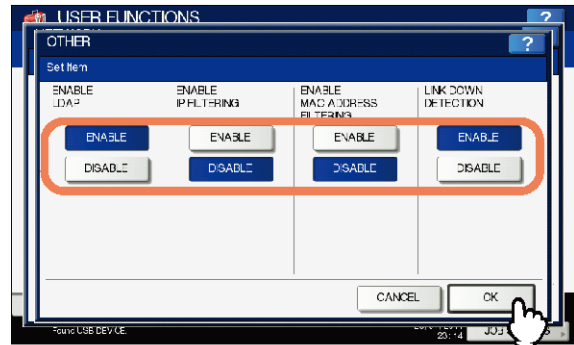 USER FUNCTIONS
?
OTHER
?
Set Item
ENABLE
LDAP
ENABLE
IP FILTERING
ENABLE
MAC ADDRESS
FILTERING
LINK DOWN
DETECTION
ENABLE
ENABLE
ENABLE
ENABLE
DISABLE
DISABLE
DISABLE
DISABLE
CANCEL
OK
Found USB DEVICE.
23:14
JOB